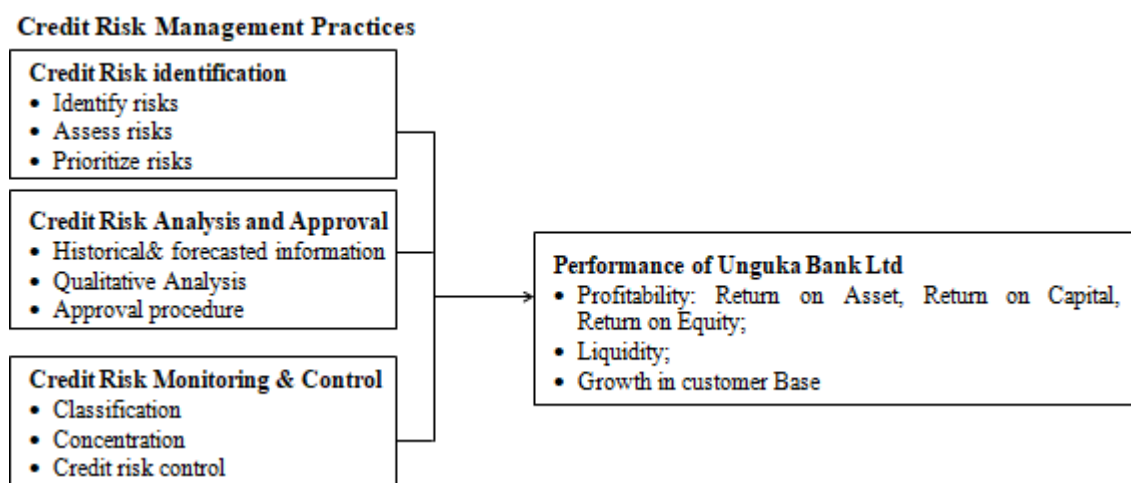 Credit Risk Management Practices
Credit Risk identification
• Identify risks
• Assess risks
• Prioritize risks
Credit Risk Analysis and Approval
• Historical& forecasted information
• Qualitative Analysis
• Approval procedure
Credit Risk Monitoring & Control
• Classification
• Concentration
• Credit risk control
Performance of Unguka Bank Ltd
• Profitability: Return on Asset, Return on Capital,
Return on Equity;
• Liquidity;
• Growth in customer Base